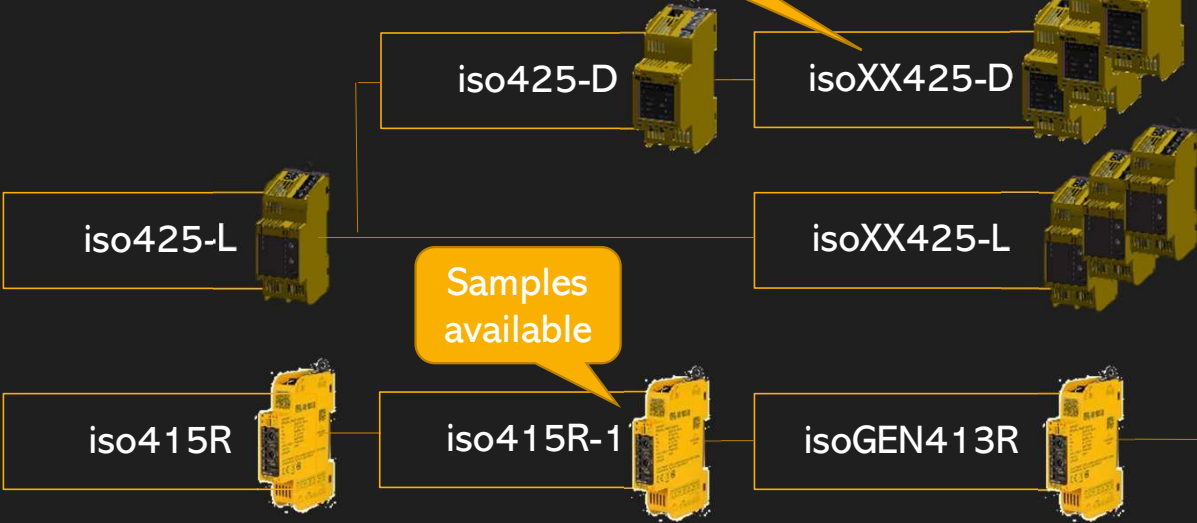 iso425-D
isoXX425-D
iso425-L
isoXX425-L
Samples
available
iso415R
iso415R-1
isoGEN413R